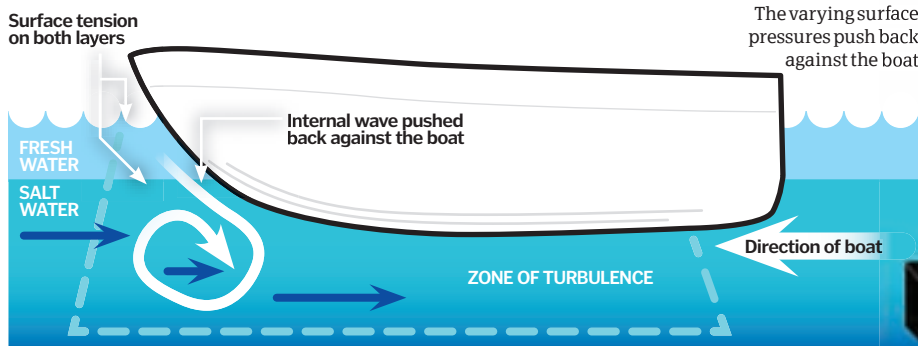 Surface tension
on both layers
The varying surface
pressures push back
against the boat
Internal wave pushed
back against the boat
FRESH
WATER
SALT
WATER
Direction of boat
ZONE OF TURBULENCE